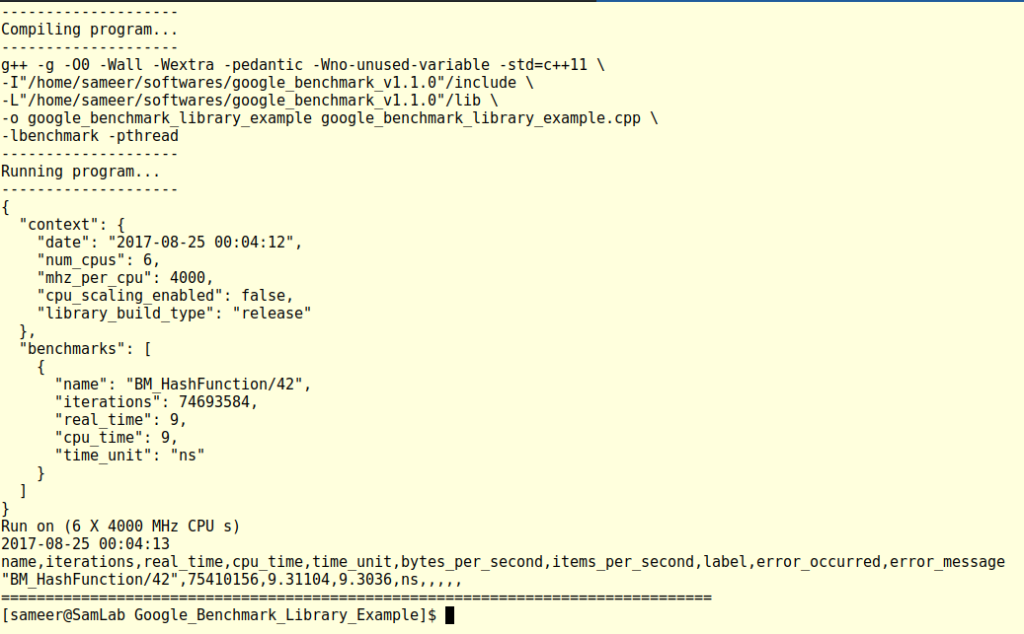 --------------------
Compiling program...
--------------------
g++ -g -O0 -Wall -Wextra -pedantic -Wno-unused-variable -std=c++11 \
-I"/home/sameer/softwares/google_benchmark_v1.1.0"/include \
-L"/home/sameer/softwares/google_benchmark_v1.1.0"/lib \
-o google_benchmark_library_example google_benchmark_library_example.cpp \
-lbenchmark -pthread
--------------------
Running program...
--------------------
{
  "context": {
    "date": "2017-08-25 00:04:12",
    "num_cpus": 6,
    "mhz_per_cpu": 4000,
    "cpu_scaling_enabled": false,
    "library_build_type": "release"
  },
  "benchmarks": [
    {
      "name": "BM_HashFunction/42",
      "iterations": 74693584,
      "real_time": 9,
      "cpu_time": 9,
      "time_unit": "ns"
    }
  ]
}
Run on (6 X 4000 MHz CPU s)
2017-08-25 00:04:13
name,iterations,real_time,cpu_time,time_unit,bytes_per_second,items_per_second,label,error_occurred,error_message
"BM_HashFunction/42",75410156,9.31104,9.3036,ns,,,,,
================================================================================
[sameer@SamLab Google_Benchmark_Library_Example]$